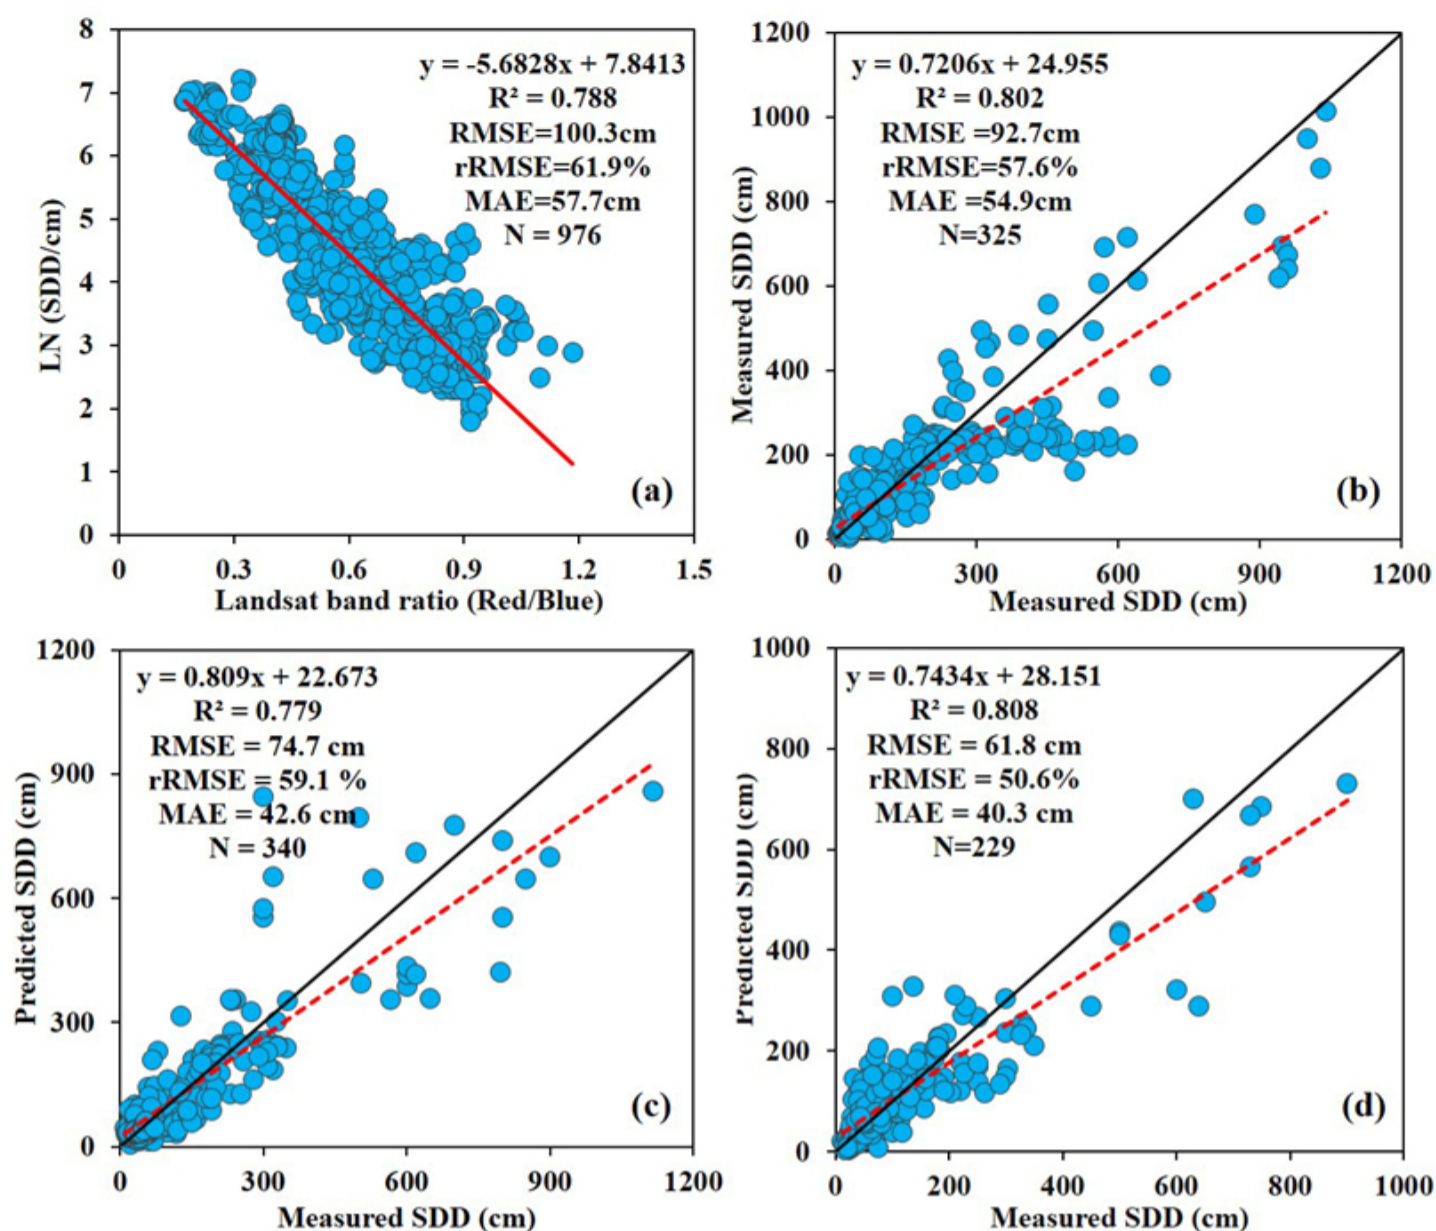 y = -5.6828x + 7.8413
R² = 0.788
RMSE=100.3cm
rRMSE=61.9%
MAE=57.7cm
N = 976
8
7
6
5
4
3
2
1
0
LN (SDD/cm)
(a)
0 0.3 0.6 0.9 1.2 1.5
Landsat band ratio (Red/Blue)
y = 0.7206x + 24.955
R² = 0.802
RMSE =92.7cm
rRMSE=57.6%
MAE =54.9cm
N=325
1200
1000
800
600
400
200
0
Measured SDD (cm)
(b)
0 300 600 900 1200
Measured SDD (cm)
y = 0.809x + 22.673
R² = 0.779
RMSE = 74.7 cm
rRMSE = 59.1 %
MAE = 42.6 cm
N = 340
1200
900
600
300
0
Predicted SDD (cm)
(c)
0 300 600 900 1200
Measured SDD (cm)
y = 0.7434x + 28.151
R² = 0.808
RMSE = 61.8 cm
rRMSE = 50.6%
MAE = 40.3 cm
N=229
1000
800
600
400
200
0
Predicted SDD (cm)
(d)
0 200 400 600 800 1000
Measured SDD (cm)